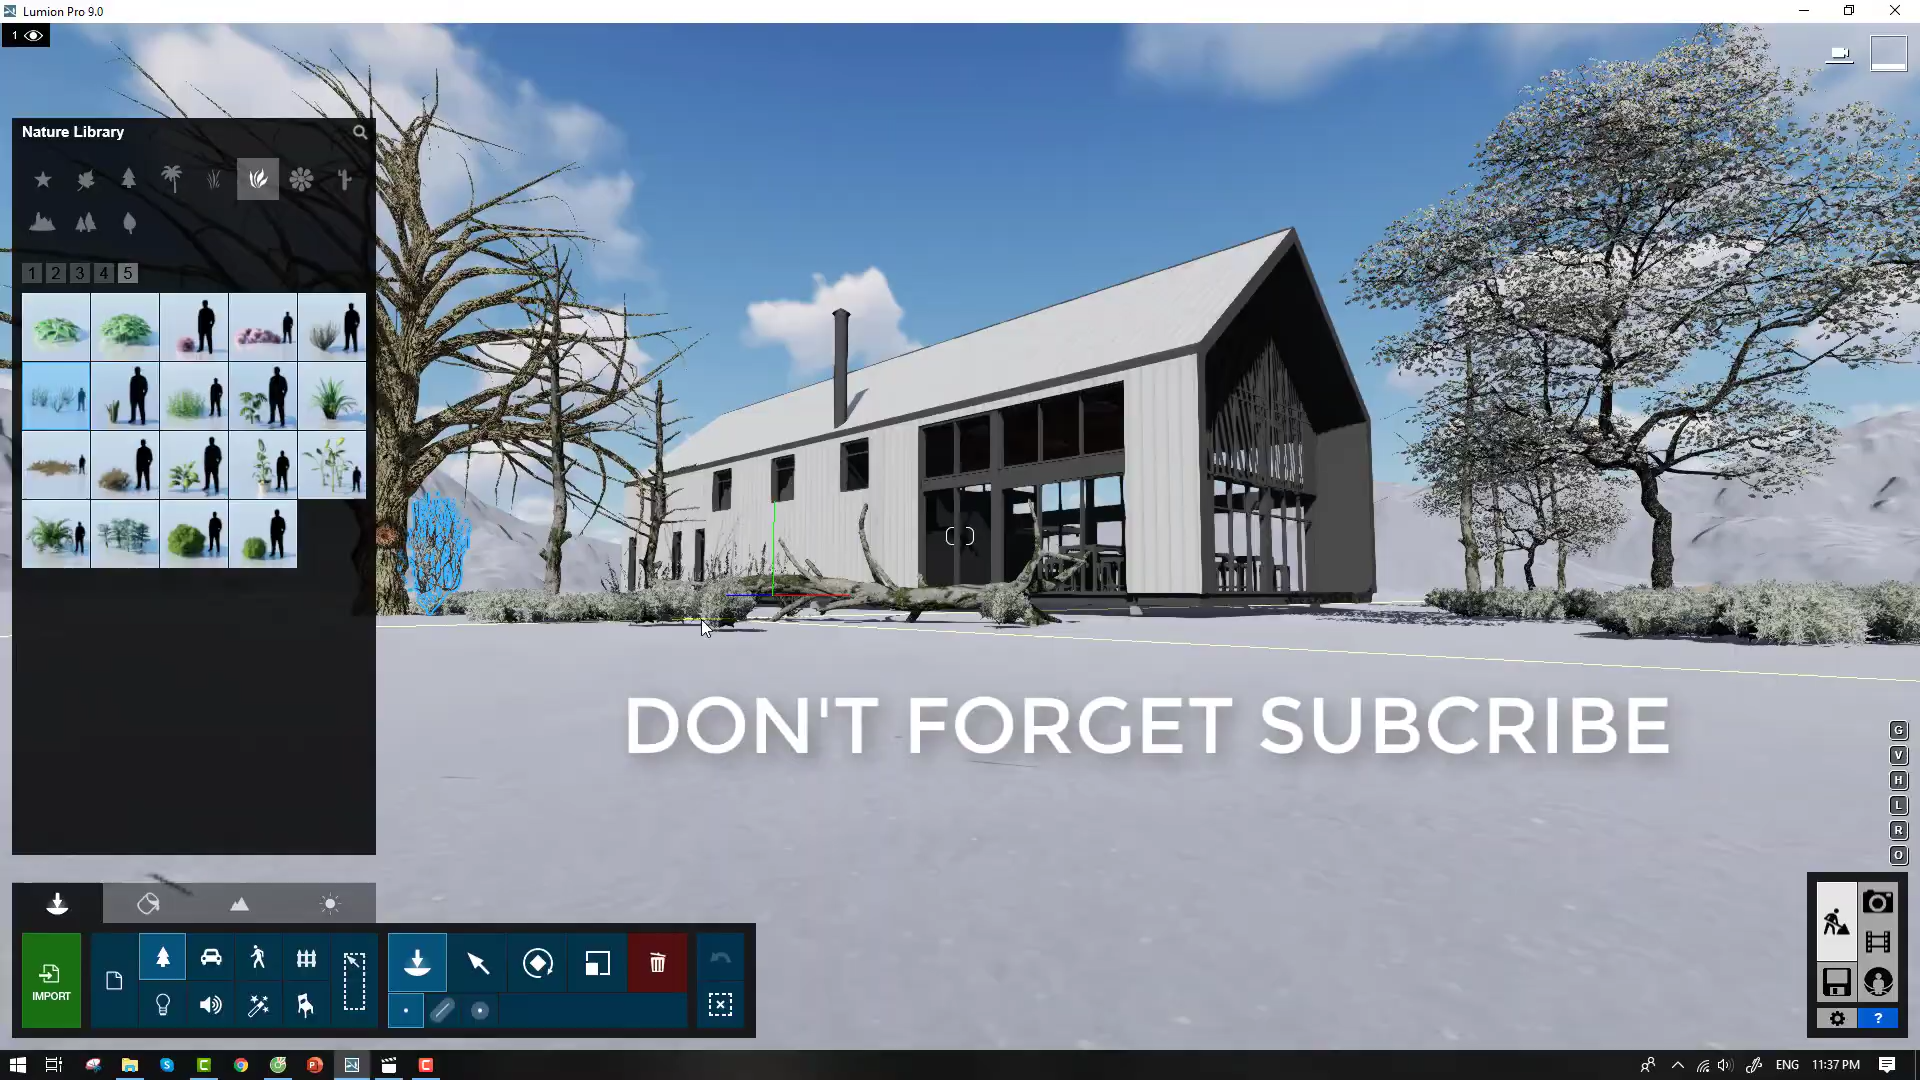 Lumion Pro 9.0
1
Nature Library
1 2 3 4 5
DON'T FORGET SUBCRIBE
G
V
H
L
R
O
IMPORT
?
ENG 11:37 PM